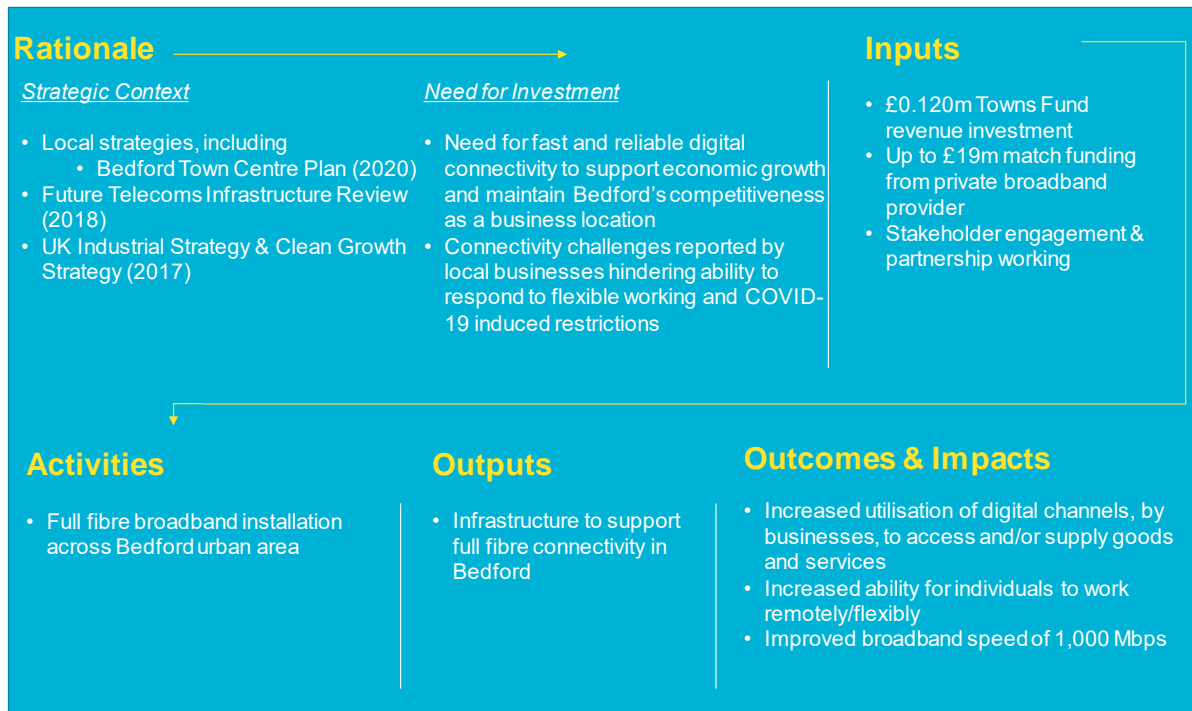 Rationale
Strategic Context
• Local strategies, including
• Bedford Town Centre Plan (2020)
• Future Telecoms Infrastructure Review
(2018)
• UK Industrial Strategy & Clean Growth
Strategy (2017)
Need for Investment
• Need for fast and reliable digital
connectivity to support economic growth
and maintain Bedford's competitiveness
as a business location
• Connectivity challenges reported by
local businesses hindering ability to
respond to flexible working and COVID-
19 induced restrictions
Inputs
• £0.120m Towns Fund
revenue investment
• Up to £19m match funding
from private broadband
provider
• Stakeholder engagement &
partnership working
Activities
• Full fibre broadband installation
across Bedford urban area
Outputs
• Infrastructure to support
full fibre connectivity in
Bedford
Outcomes & Impacts
• Increased utilisation of digital channels, by
businesses, to access and/or supply goods
and services
• Increased ability for individuals to work
remotely/flexibly
• Improved broadband speed of 1,000 Mbps